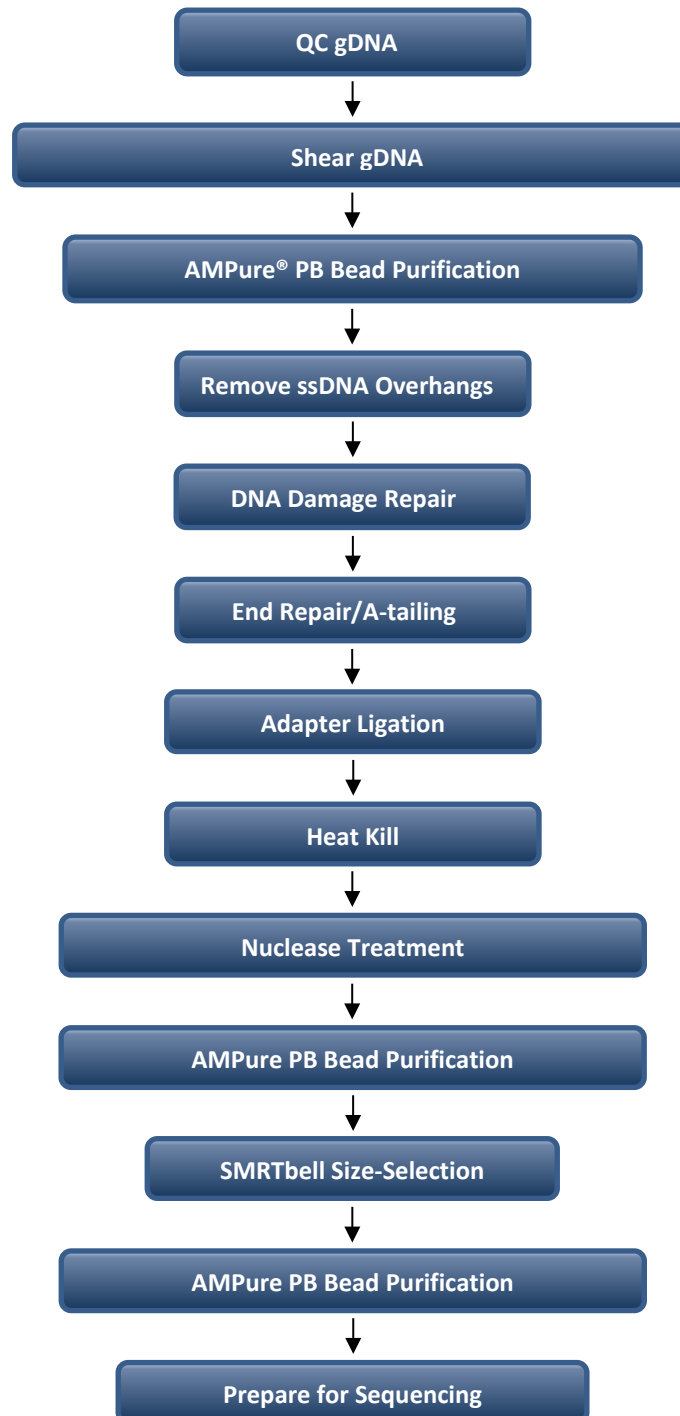 QC gDNA
Shear gDNA
AMPure® PB Bead Purification
Remove ssDNA Overhangs
DNA Damage Repair
End Repair/A-tailing
Adapter Ligation
Heat Kill
Nuclease Treatment
AMPure PB Bead Purification
SMRTbell Size-Selection
AMPure PB Bead Purification
Prepare for Sequencing